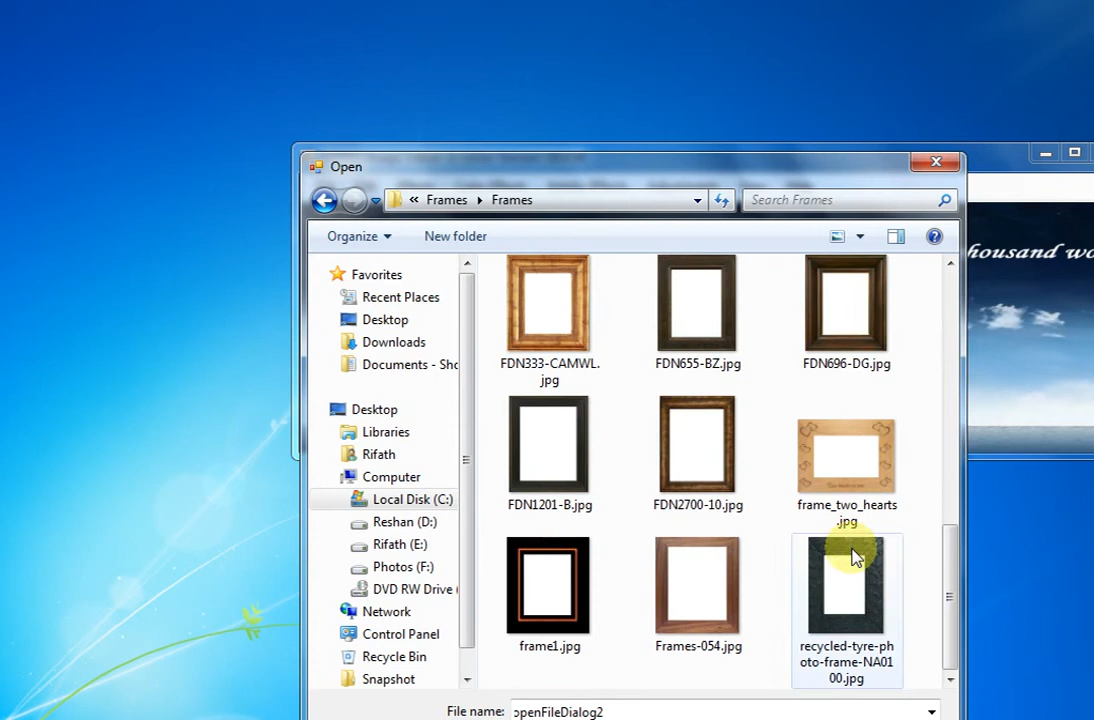 Open
« Frames ▸ Frames
Search Frames
Organize
New folder
Favorites
Recent Places
Desktop
Downloads
Documents - Sho
Desktop
Libraries
Rifath
Computer
Local Disk (C:)
Reshan (D:)
Rifath (E:)
Photos (F:)
DVD RW Drive (
Network
Control Panel
Recycle Bin
Snapshot
FDN333-CAMWL.
jpg
FDN655-BZ.jpg
FDN696-DG.jpg
FDN1201-B.jpg
FDN2700-10.jpg
frame_two_hearts
.jpg
frame1.jpg
Frames-054.jpg
recycled-tyre-ph
oto-frame-NA01
00.jpg
File name:
openFileDialog2
housand wo